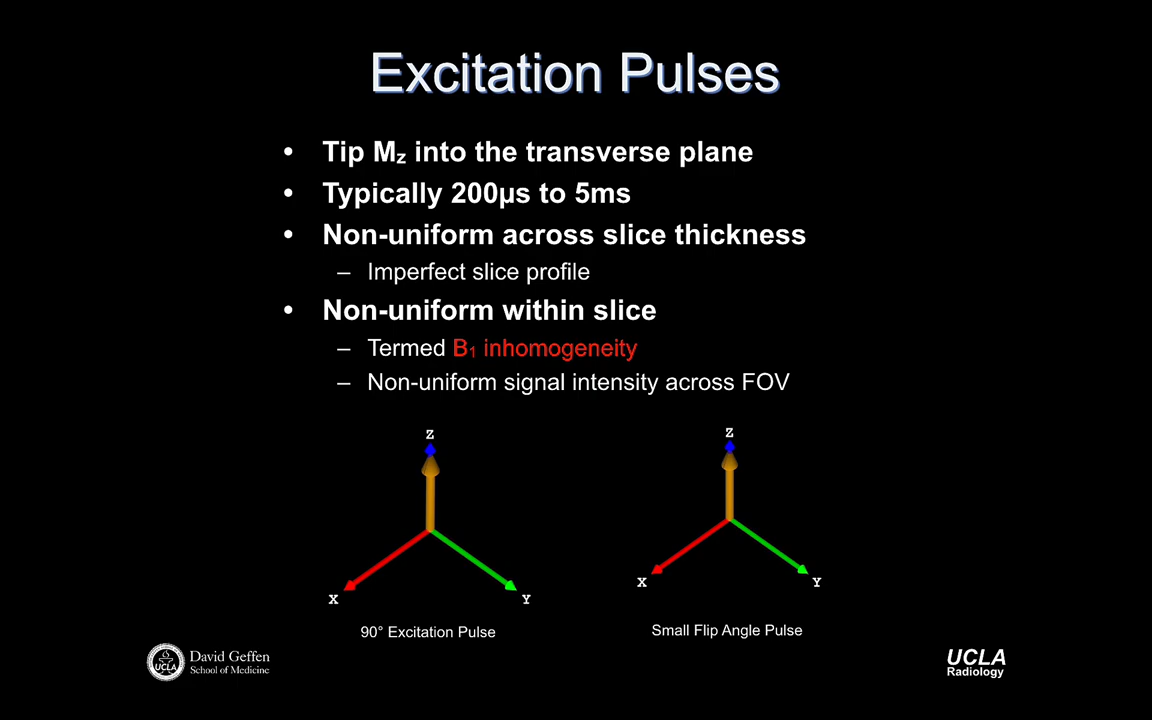 Excitation Pulses
• Tip Mz into the transverse plane
• Typically 200µs to 5ms
• Non-uniform across slice thickness
– Imperfect slice profile
• Non-uniform within slice
– Termed B1 inhomogeneity
– Non-uniform signal intensity across FOV
Z
X
Y
90° Excitation Pulse
Z
X
Y
Small Flip Angle Pulse
UCLA
David Geffen
School of Medicine
UCLA
Radiology